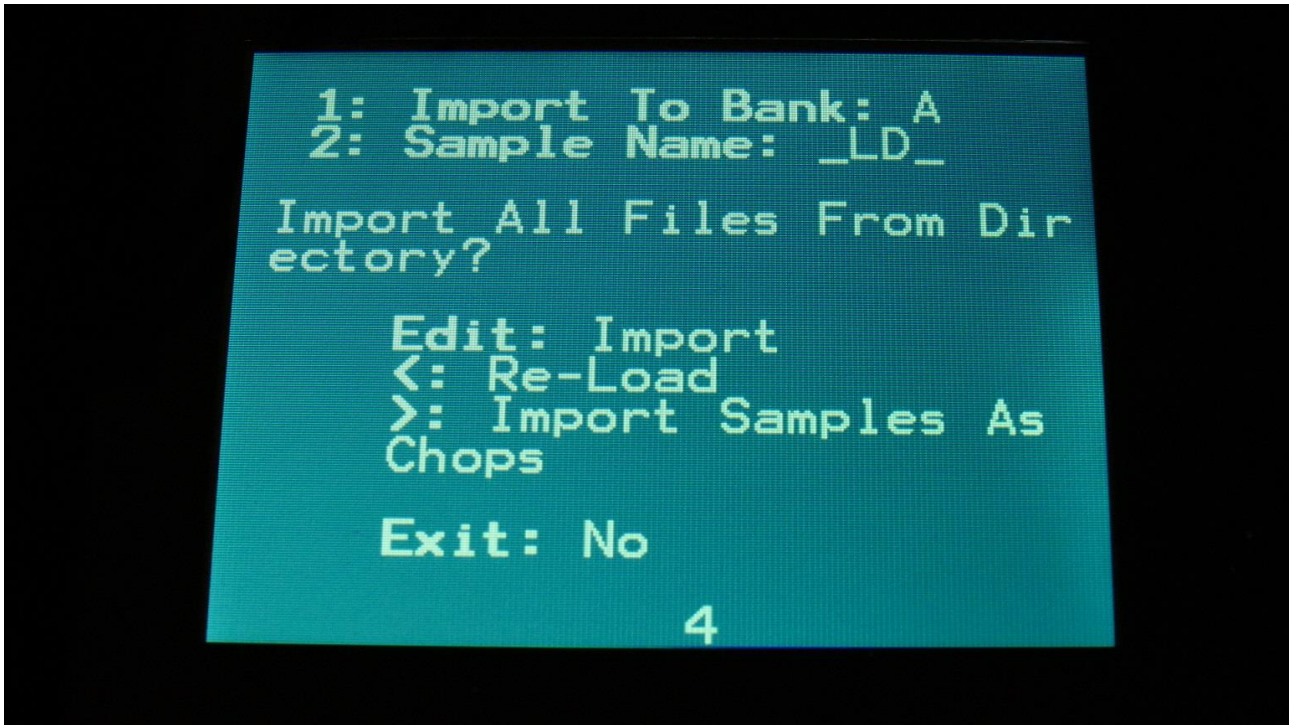 1: Import To Bank: A
2: Sample Name: _LD_
Import All Files From Dir
ectory?
Edit: Import
<: Re-Load
>: Import Samples As
Chops
Exit: No
4